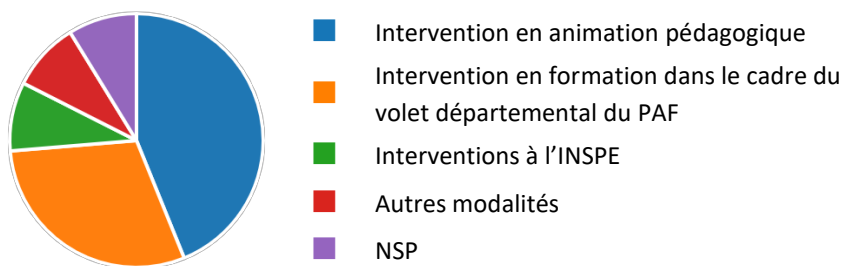 Intervention en animation pédagogique
Intervention en formation dans le cadre du
volet départemental du PAF
Interventions à l’INSPE
Autres modalités
NSP